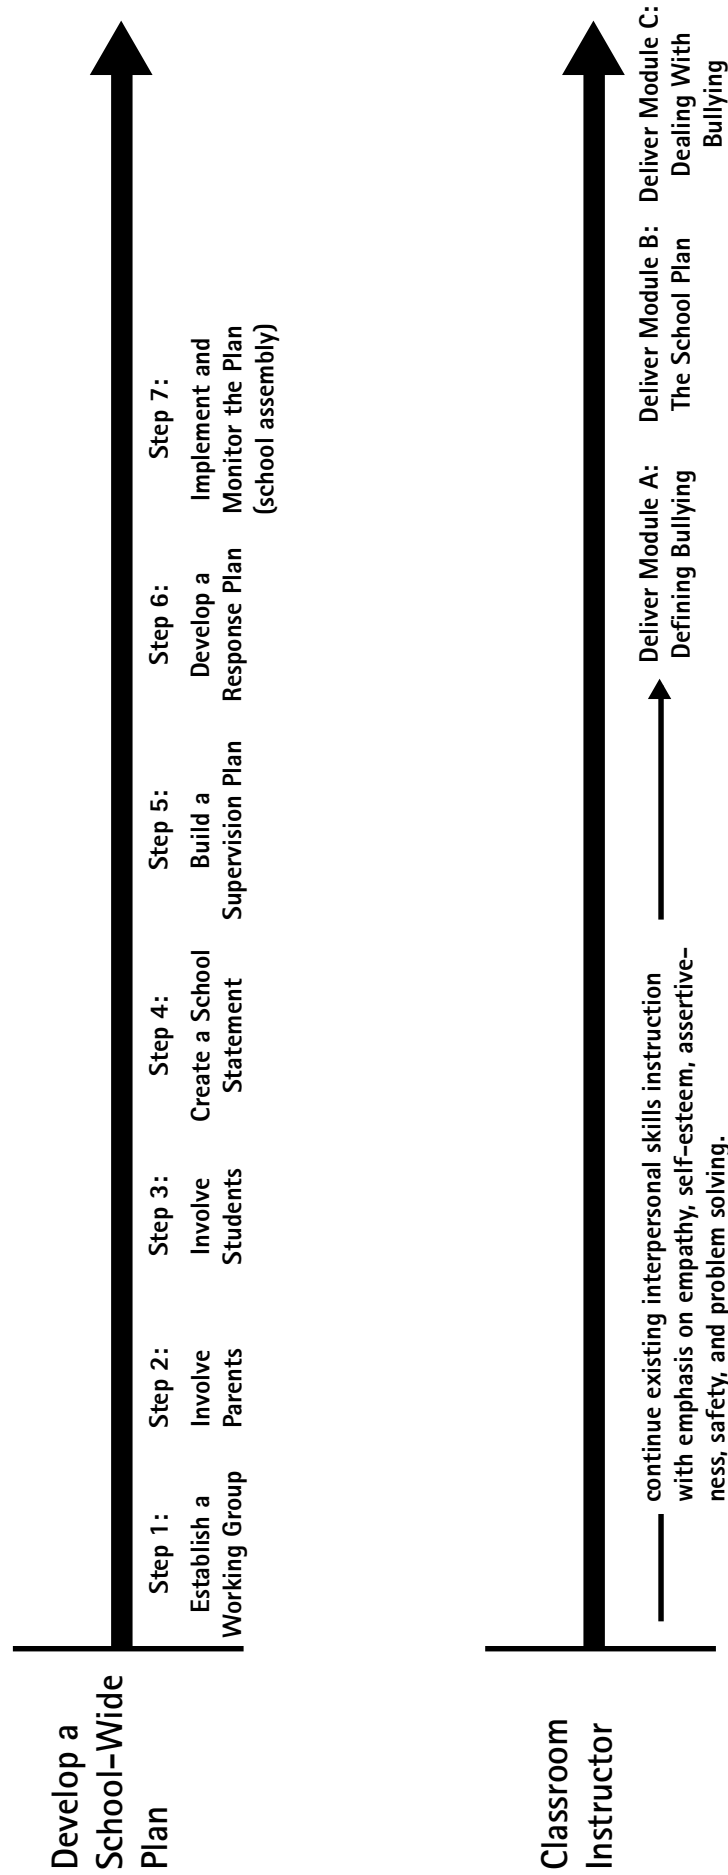 Develop a
School-Wide
Plan
Step 1:
Establish a
Working Group
Step 2:
Involve
Parents
Step 3:
Involve
Students
Step 4:
Create a School
Statement
Step 5:
Build a
Supervision Plan
Step 6:
Develop a
Response Plan
Step 7:
Implement and
Monitor the Plan
(school assembly)
Classroom
Instructor
continue existing interpersonal skills instruction
with emphasis on empathy, self-esteem, assertive-
ness, safety, and problem solving.
Deliver Module A:
Defining Bullying
Deliver Module B:
The School Plan
Deliver Module C:
Dealing With
Bullying